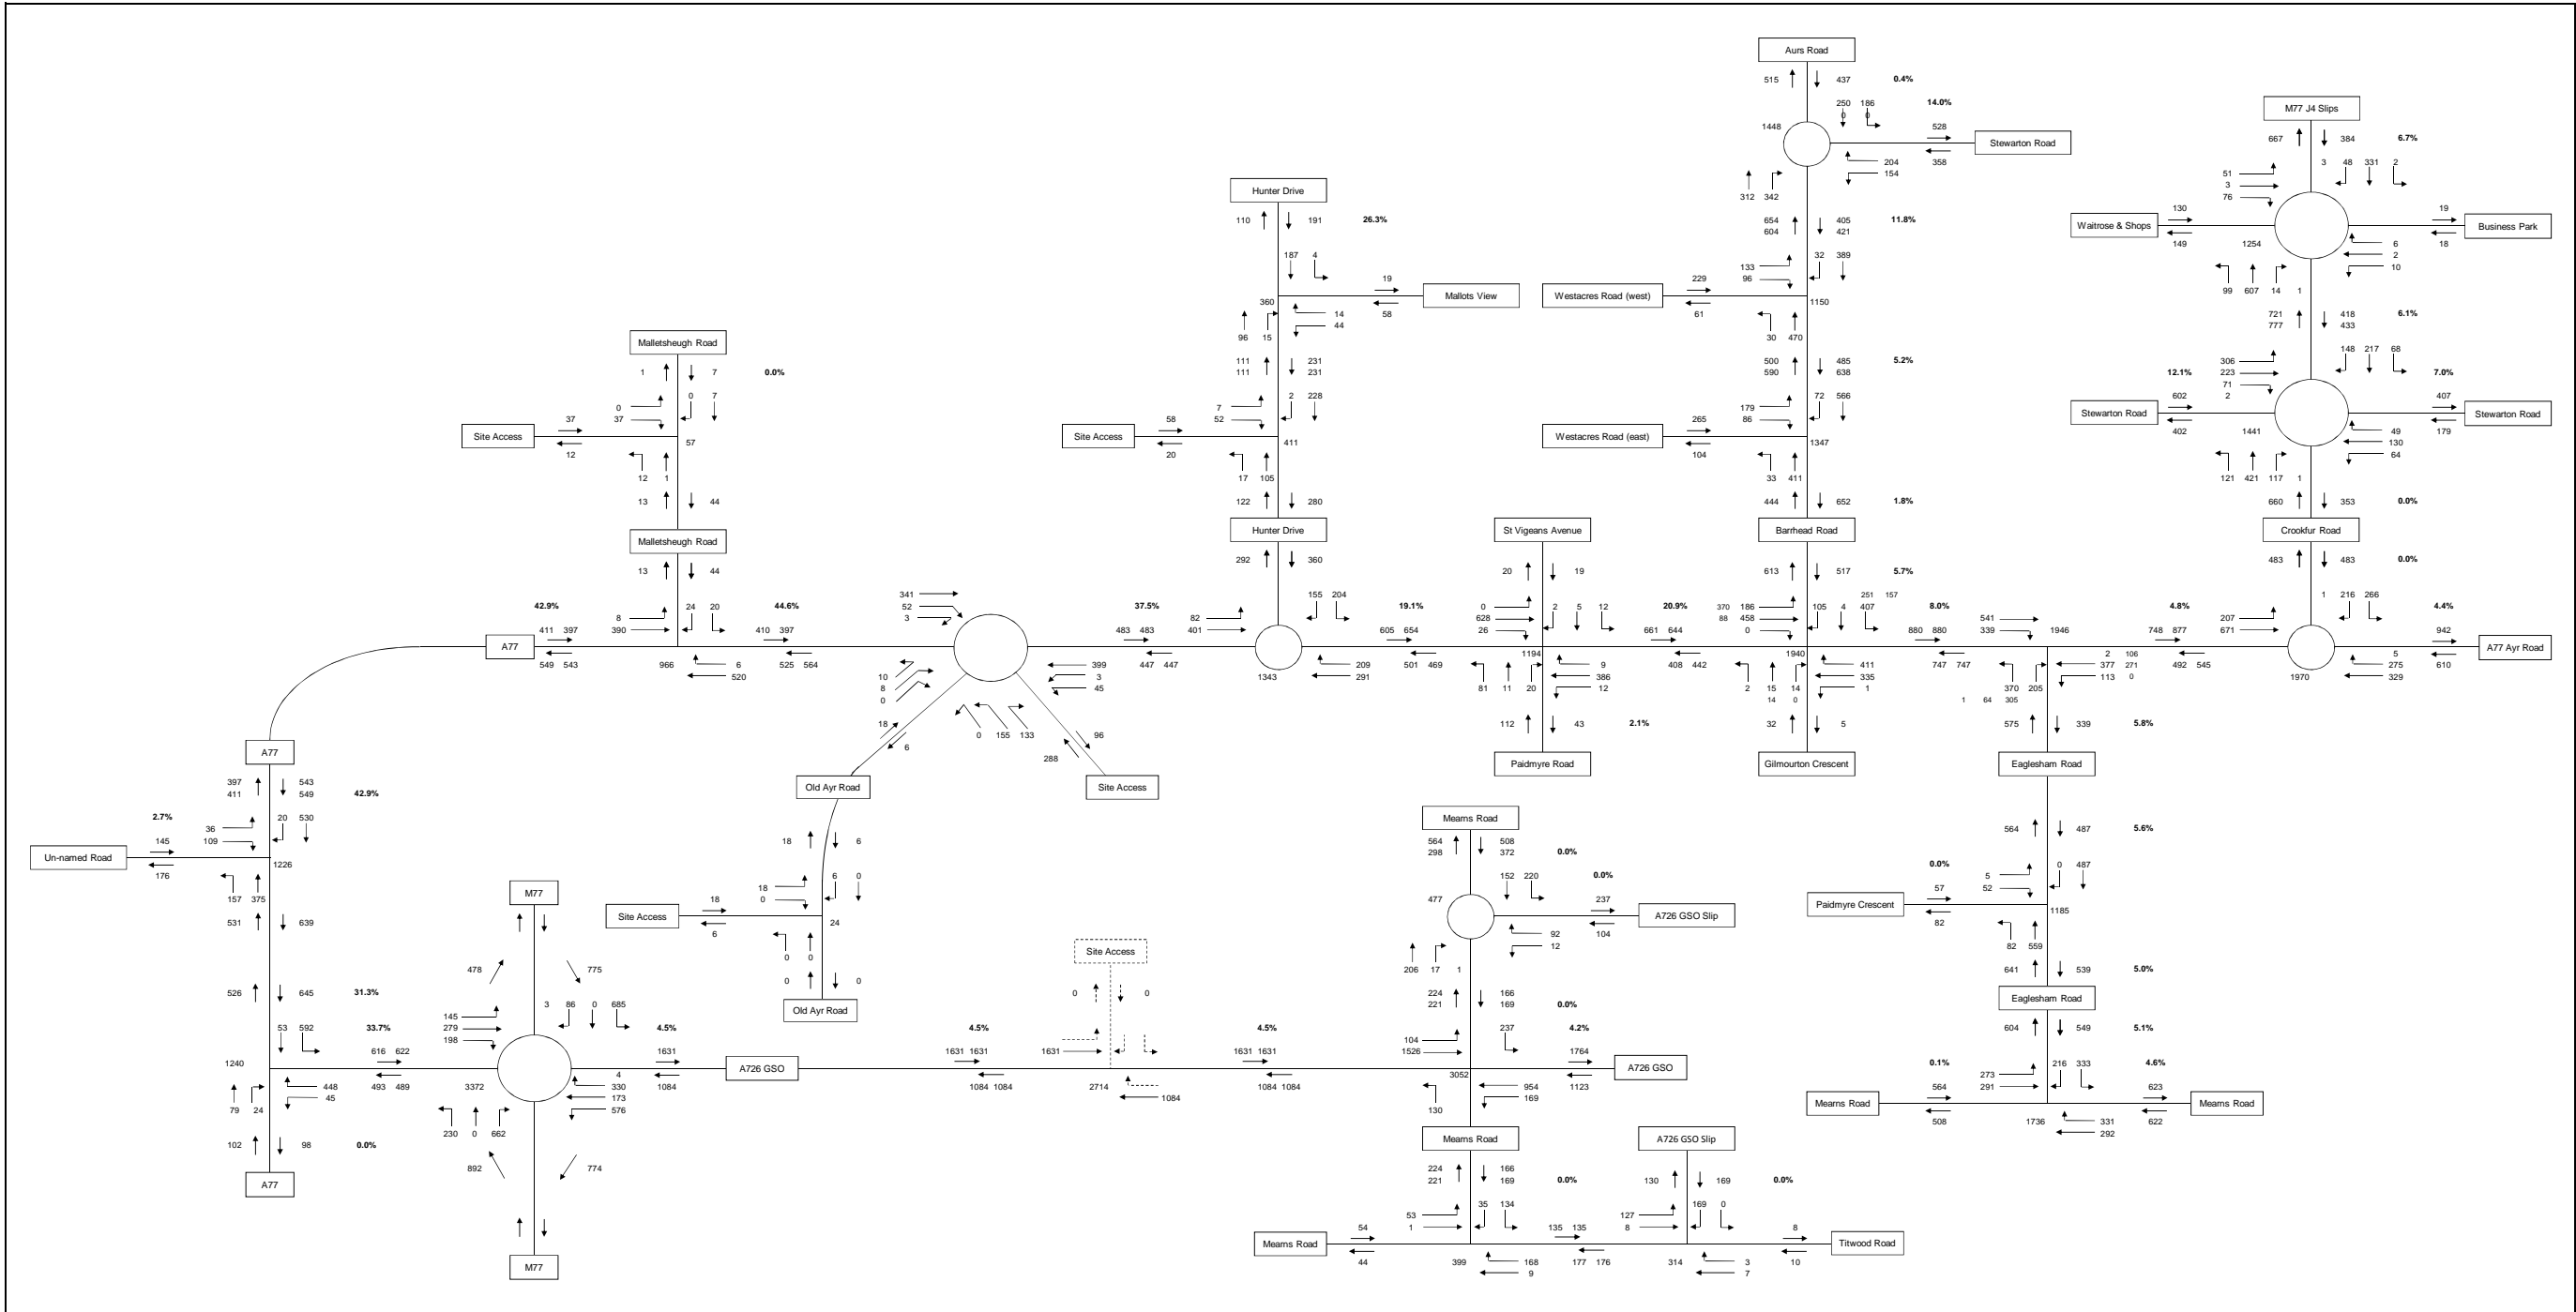 Aurs Road
515 437 0.4%
250 186 14.0%
0 0
1448 528
Stewarton Road
204 358
154
312 342
654 405 11.8%
604 421
133 32 389
96
229
Westacres Road (west)
61 1150
30 470
500 485 5.2%
590 638
179 72 566
86
265
Westacres Road (east)
104 1347
33 411
444 652 1.8%
Barrhead Road
613 517 5.7%
M77 J4 Slips
667 384 6.7%
3 48 331 2
51
3
76
130 19
Waitrose & Shops Business Park
149 1254 6 18
2
10
99 607 14 1
721 418 6.1%
777 433
148 217 68
306
12.1% 223 7.0%
71
602 2 407
Stewarton Road Stewarton Road
402 1441 49 179
130
64
121 421 117 1
660 353 0.0%
Crookfur Road
483 483 0.0%
1 216 266 4.4%
Hunter Drive
110 191 26.3%
187 4
19
Mallots View
360 14 58
44
96 15
111 231
111 231
7 2 228
52
58
Site Access
20 411
17 105
122 280
Hunter Drive
292 360
Malletsheugh Road
1 7 0.0%
0 0 7
37
37
Site Access
12 57
12 1
13 44
Malletsheugh Road
13 44
42.9% 8 24 20 44.6%
390
411 397 410 397
A77
549 543 966 6 525 564
520
341
52
3
37.5% 82 155 204 19.1%
401
483 483 605 654
447 447 209 501 469
1343 291
399
3
45
10
8
0
18
6
0 155 133
96
288
Old Ayr Road Site Access
St Vigeans Avenue
20 19
0 2 5 12 20.9%
628
26
661 644
1194 9 408 442
386
12
81 11 20
112 43 2.1%
Paidmyre Road
251 157
370 186 105 4 407 8.0%
88 458
0
880 880
1940 411 747 747
335
1
2 15 14
14 0
32 5
Gilmourton Crescent
541 4.8%
339 1946
748 877
2 106
377 271 492 545
113 0
370 205
1 64 305
575 339 5.8%
Eaglesham Road
207
671
942
A77 Ayr Road
5
275 610
1970 329
A77
397 543
411 549 42.9%
2.7% 36 20 530
145 109
Un-named Road
176 1226
157 375
531 639
526 645 31.3%
53 592 33.7%
616 622
1240
448 493 489
45
79 24
102 98 0.0%
A77
M77
478 775
3 86 0 685 4.5%
145
279
198
1631
A726 GSO
4
3372 330 1084
173
576
230 0 662
892 774
M77
18 6
18 6 0
0
18
Site Access
6 24
0 0
0 0
Old Ayr Road
Site Access
0 0
4.5% 4.5%
1631 1631 1631 1631 1631
1084 1084 2714 1084 1084 1084
Mearns Road
564 508
298 372 0.0%
152 220 0.0%
477 237
A726 GSO Slip
92 104
12
206 17 1
224 166
221 169 0.0%
104 237 4.2%
1526
1764
A726 GSO
3052 954 1123
169
130
Mearns Road A726 GSO Slip
224 166
221 169 0.0%
130 169 0.0%
53 35 134
1
127 169 0
8
54 135 135 8
Mearns Road Titwood Road
44 399 168 177 176 314 3 10
9 7
564 487 5.6%
0.0% 5 0 487
57 52
Paidmyre Crescent
82 1185
82 559
641 539 5.0%
Eaglesham Road
604 549 5.1%
0.1% 273 216 333 4.6%
564 291 623
Mearns Road Mearns Road
508 1736 331 622
292